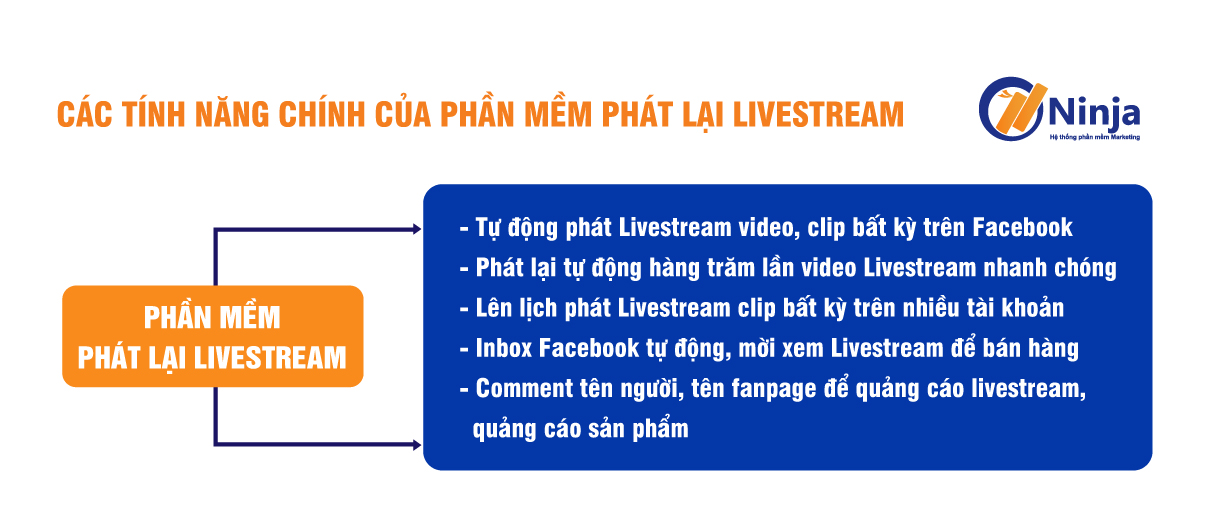 CÁC TÍNH NĂNG CHÍNH CỦA PHẦN MỀM PHÁT LẠI LIVESTREAM
Ninja
Hệ thống phần mềm Marketing
PHẦN MỀM
PHÁT LẠI LIVESTREAM
- Tự động phát Livestream video, clip bất kỳ trên Facebook
- Phát lại tự động hàng trăm lần video Livestream nhanh chóng
- Lên lịch phát Livestream clip bất kỳ trên nhiều tài khoản
- Inbox Facebook tự động, mời xem Livestream để bán hàng
- Comment tên người, tên fanpage để quảng cáo livestream,
quảng cáo sản phẩm